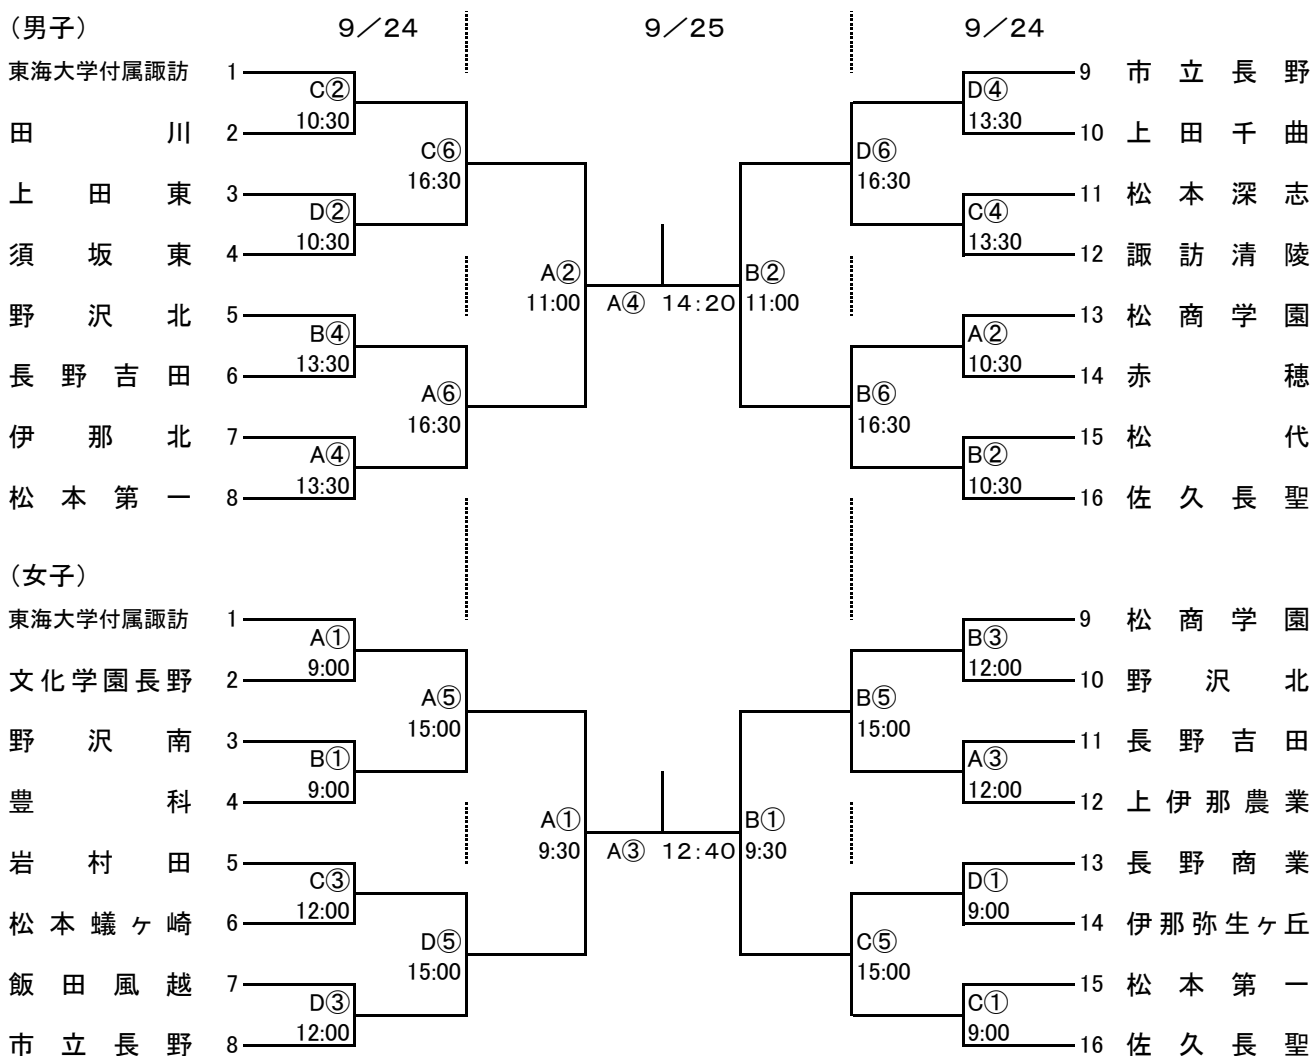 (男子) 9/24 9/25 9/24
東海大学付属諏訪 1 9 市立長野
C② D④
10:30 13:30
田川 2 10 上田千曲
C⑥ D⑥
16:30 16:30
上田東 3 11 松本深志
D② C④
10:30 13:30
須坂東 4 12 諏訪清陵
A② B②
11:00 A④ 14:20 11:00
野沢北 5 13 松商学園
B④ A②
13:30 10:30
長野吉田 6 14 赤穂
A⑥ B⑥
16:30 16:30
伊那北 7 15 松代
A④ B②
13:30 10:30
松本第一 8 16 佐久長聖
(女子)
東海大学付属諏訪 1 9 松商学園
A① B③
9:00 12:00
文化学園長野 2 10 野沢北
A⑤ B⑤
15:00 15:00
野沢南 3 11 長野吉田
B① A③
9:00 12:00
豊科 4 12 上伊那農業
A① B①
9:30 A③ 12:40 9:30
岩村田 5 13 長野商業
C③ D①
12:00 9:00
松本蟻ヶ崎 6 14 伊那弥生ヶ丘
D⑤ C⑤
15:00 15:00
飯田風越 7 15 松本第一
D③ C①
12:00 9:00
市立長野 8 16 佐久長聖